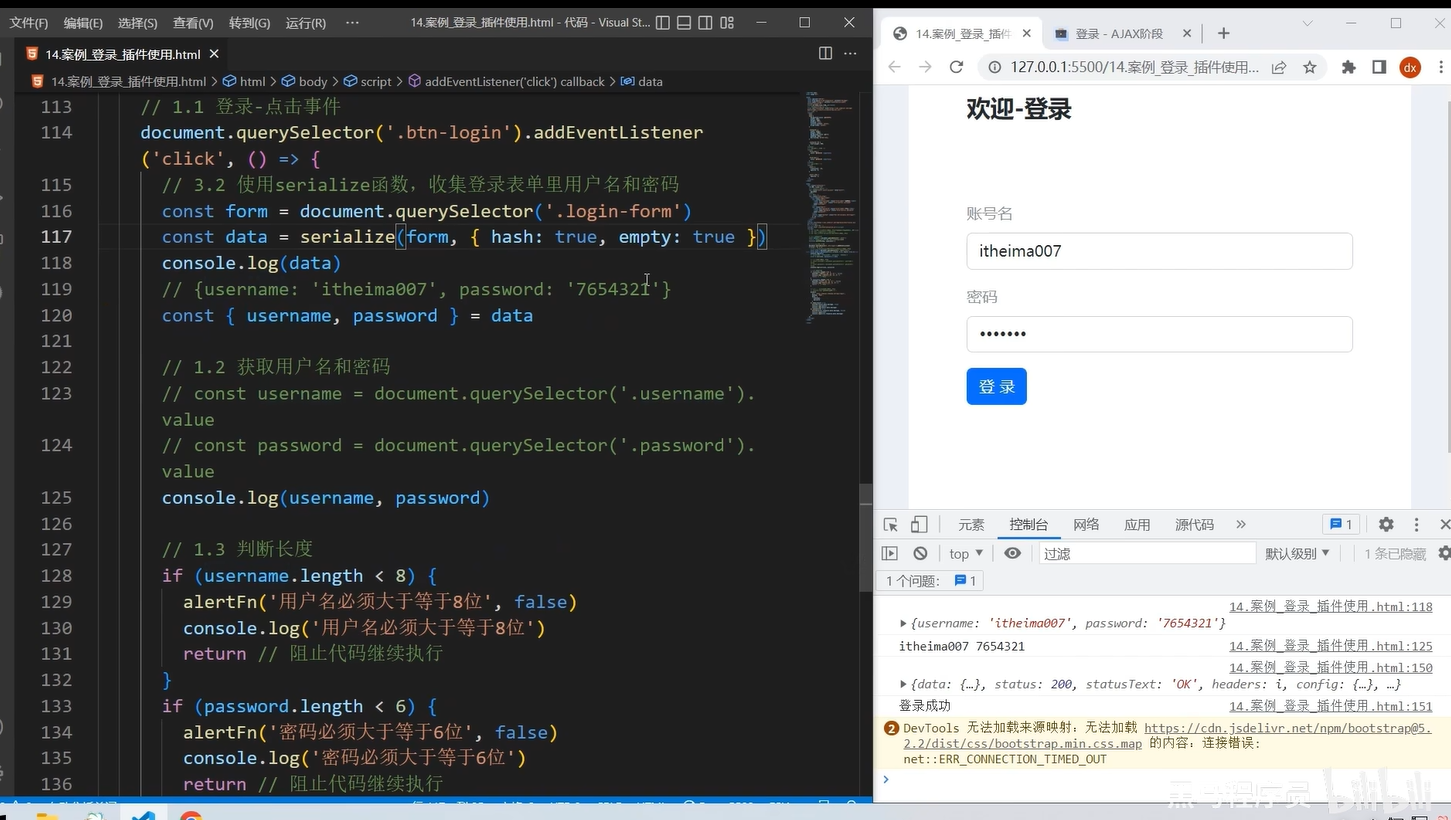 文件(F) 编辑(E) 选择(S) 查看(V) 转到(G) 运行(R) ··· 14.案例_登录_插件使用.html - 代码 - Visual St...
14.案例_登录_插件使用.html
14.案例_登录_插件使用.html > html > body > script > addEventListener('click') callback > data
113 // 1.1 登录-点击事件
114 document.querySelector('.btn-login').addEventListener
('click', () => {
115 // 3.2 使用serialize函数，收集登录表单里用户名和密码
116 const form = document.querySelector('.login-form')
117 const data = serialize(form, { hash: true, empty: true })
118 console.log(data)
119 // {username: 'itheima007', password: '7654321'}
120 const { username, password } = data
121
122 // 1.2 获取用户名和密码
123 // const username = document.querySelector('.username').
value
124 // const password = document.querySelector('.password').
value
125 console.log(username, password)
126
127 // 1.3 判断长度
128 if (username.length < 8) {
129 alertFn('用户名必须大于等于8位', false)
130 console.log('用户名必须大于等于8位')
131 return // 阻止代码继续执行
132 }
133 if (password.length < 6) {
134 alertFn('密码必须大于等于6位', false)
135 console.log('密码必须大于等于6位')
136 return // 阻止代码继续执行
14.案例_登录_插件 登录 - AJAX阶段
127.0.0.1:5500/14.案例_登录_插件使用... dx
欢迎-登录
账号名
itheima007
密码
•••••••
登 录
元素 控制台 网络 应用 源代码 » 1
top 过滤 默认级别 1 条已隐藏
1 个问题: 1
14.案例_登录_插件使用.html:118
{username: 'itheima007', password: '7654321'}
itheima007 7654321 14.案例_登录_插件使用.html:125
14.案例_登录_插件使用.html:150
{data: {…}, status: 200, statusText: 'OK', headers: i, config: {…}, …}
登录成功 14.案例_登录_插件使用.html:151
2 DevTools 无法加载来源映射: 无法加载 https://cdn.jsdelivr.net/npm/bootstrap@5.
2.2/dist/css/bootstrap.min.css.map 的内容: 连接错误:
net::ERR_CONNECTION_TIMED_OUT
黑马程序员 bilibili